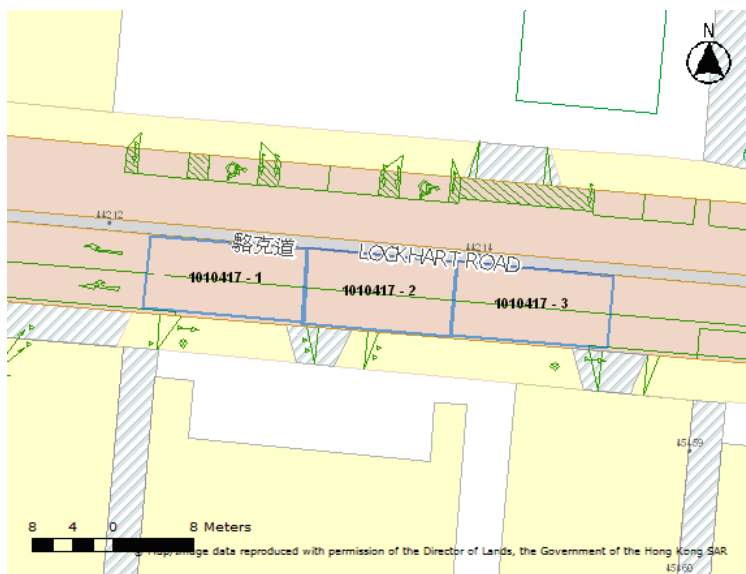 N
44212
駱克道
LOCKHART ROAD
44214
1010417 - 1
1010417 - 2
1010417 - 3
45459
8 4 0 8 Meters
Map/Image data reproduced with permission of the Director of Lands, the Government of the Hong Kong SAR
45460